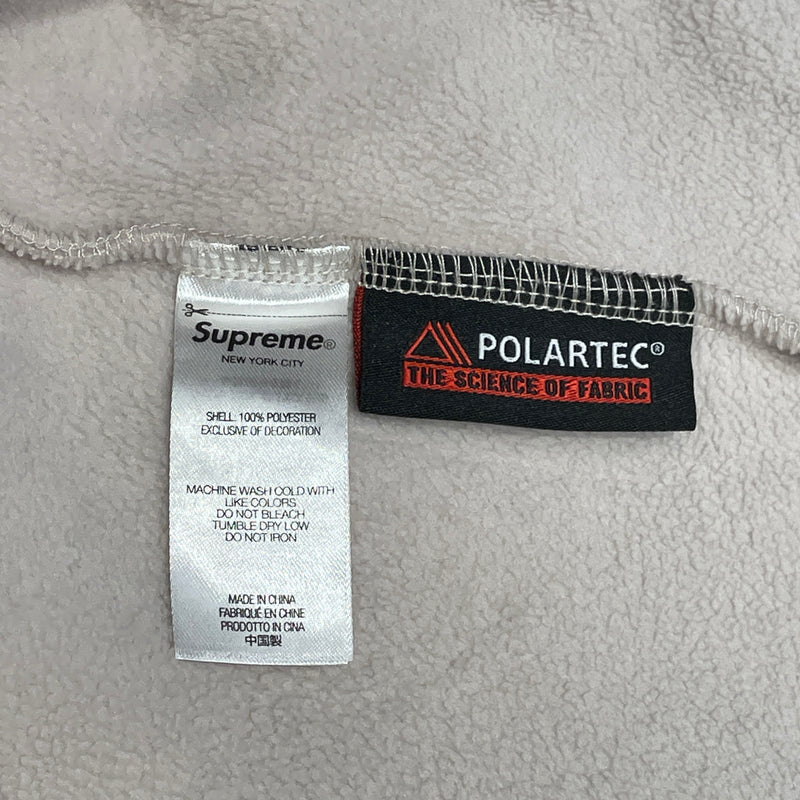 Supreme®
NEW YORK CITY
SHELL: 100% POLYESTER
EXCLUSIVE OF DECORATION
MACHINE WASH COLD WITH
LIKE COLORS
DO NOT BLEACH
TUMBLE DRY LOW
DO NOT IRON
MADE IN CHINA
FABRIQUÉ EN CHINE
PRODOTTO IN CINA
中国製
POLARTEC®
THE SCIENCE OF FABRIC